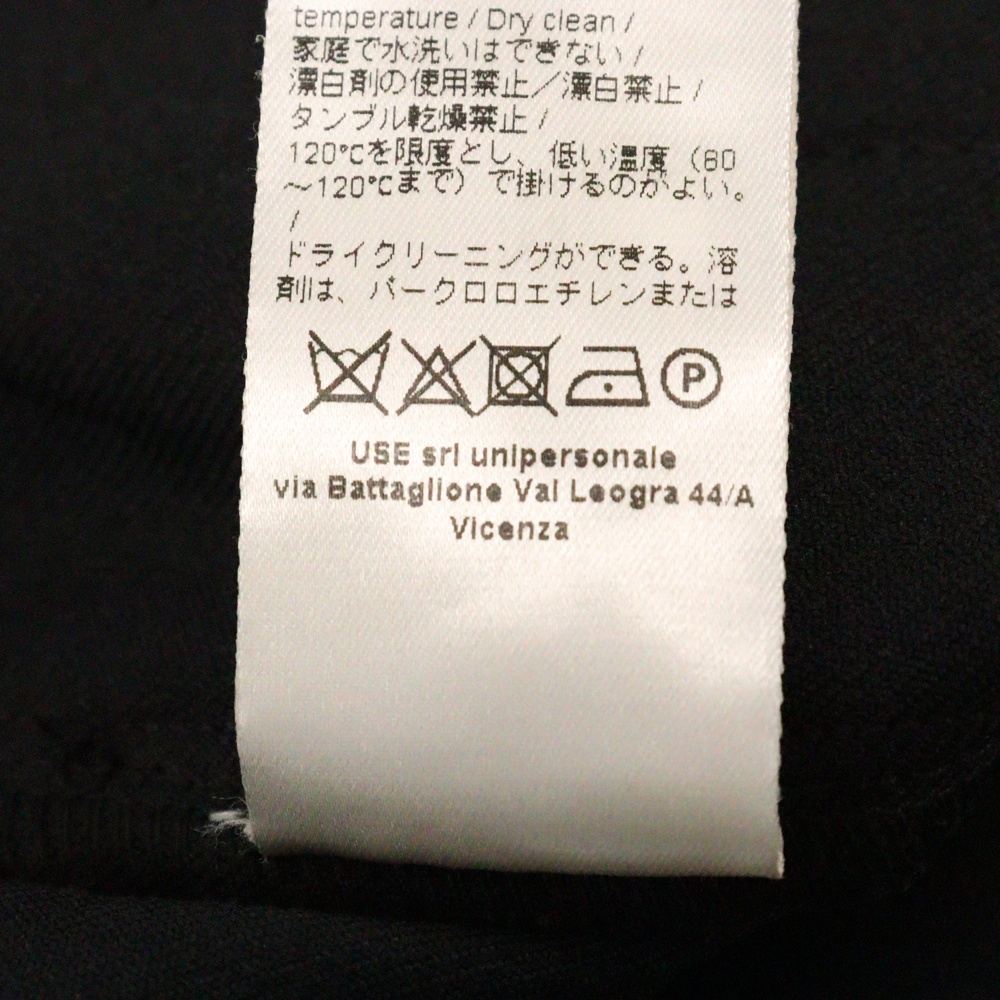 temperature / Dry clean /
家庭で水洗いはできない /
漂白剤の使用禁止／漂白禁止 /
タンブル乾燥禁止 /
120℃を限度とし、低い温度（80
～120℃まで）で掛けるのがよい。
/
ドライクリーニングができる。溶
剤は、パークロロエチレンまたは
P
USE srl unipersonale
via Battaglione Val Leogra 44/A
Vicenza